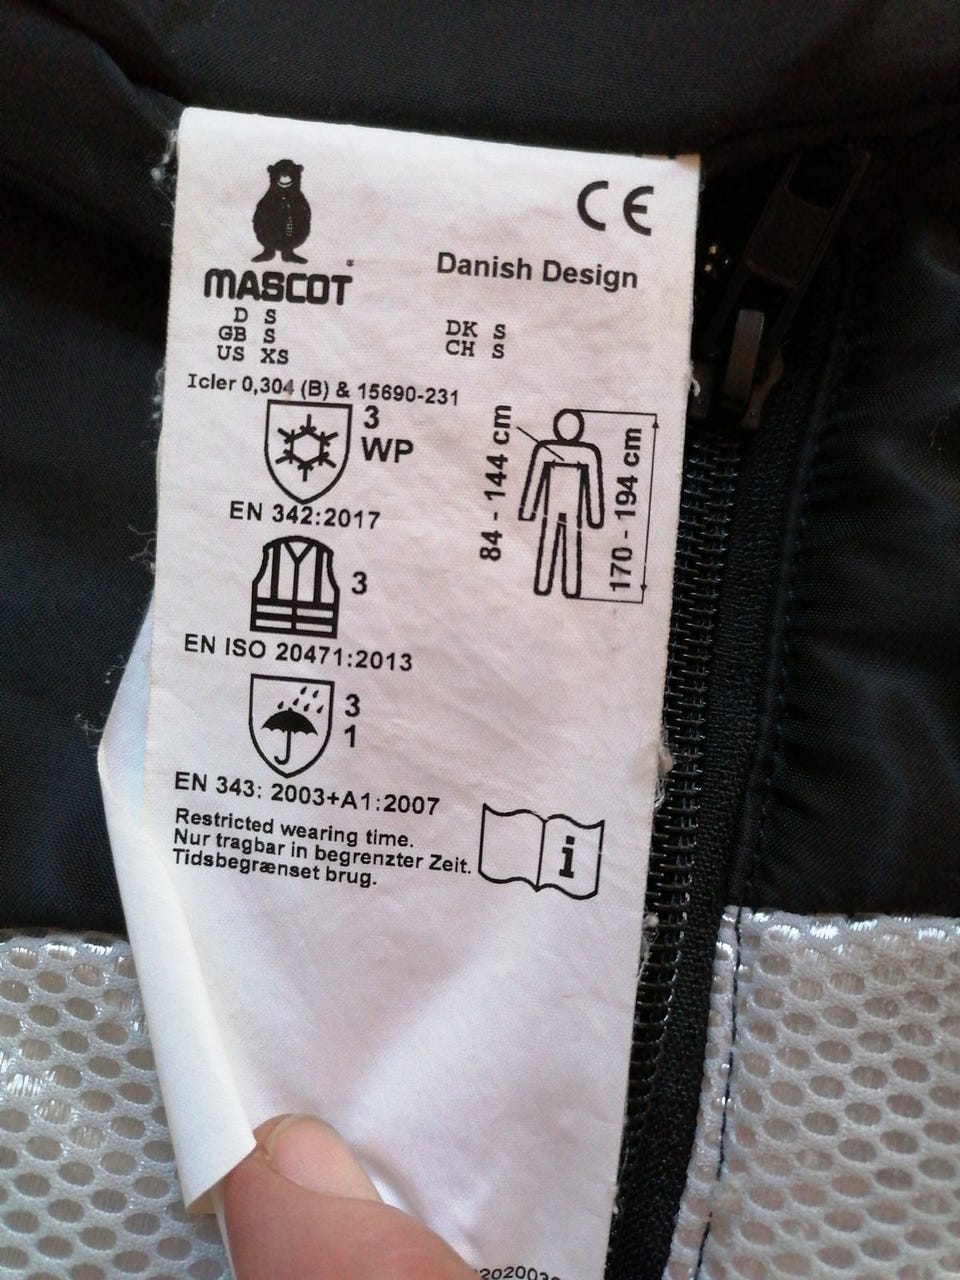 CE
MASCOT
Danish Design
D S
GB S
US XS
DK S
CH S
Icler 0,304 (B) & 15690-231
3
WP
EN 342:2017
84 - 144 cm
170 - 194 cm
3
EN ISO 20471:2013
3
1
EN 343: 2003+A1:2007
Restricted wearing time.
Nur tragbar in begrenzter Zeit.
Tidsbegrænset brug.
i